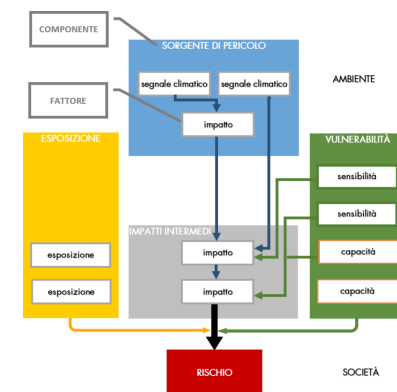 COMPONENTE
SORGENTE DI PERICOLO
segnale climatico
segnale climatico
AMBIENTE
FATTORE
impatto
ESPOSIZIONE
VULNERABILITÀ
sensibilità
sensibilità
IMPATTI INTERMEDI
esposizione
impatto
capacità
esposizione
impatto
capacità
RISCHIO
SOCIETÀ